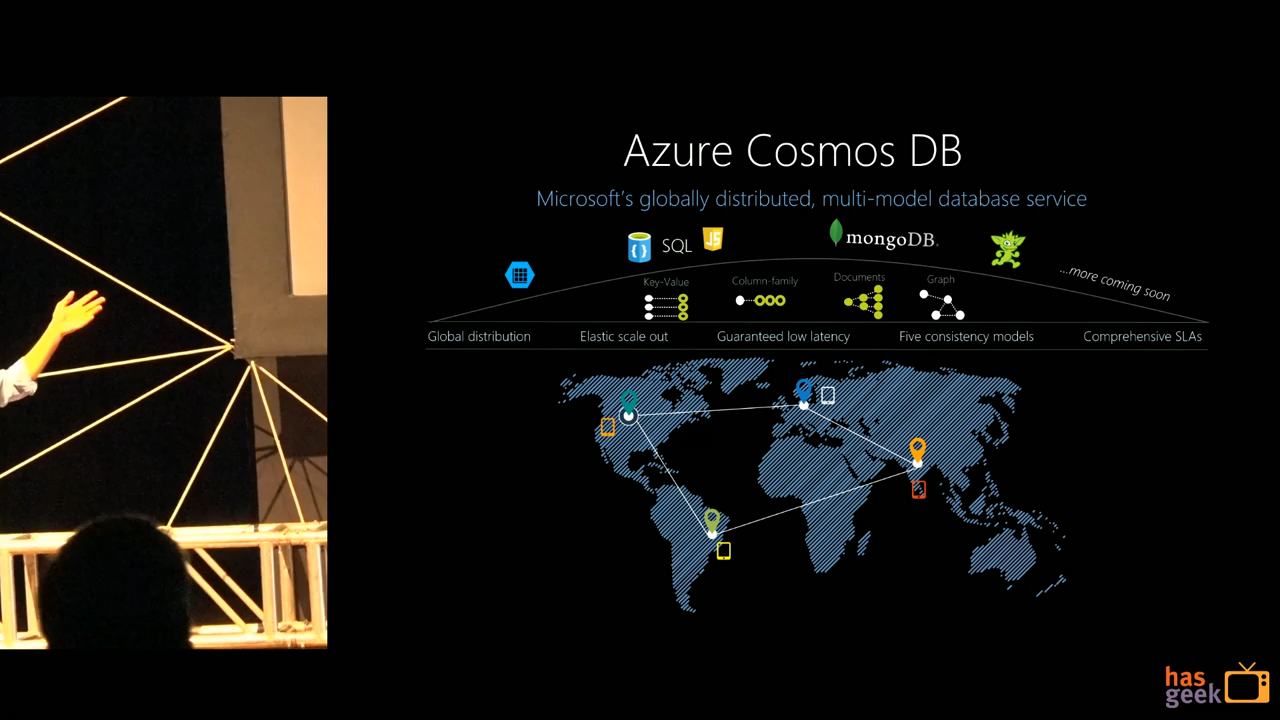 Azure Cosmos DB
Microsoft's globally distributed, multi-model database service
SQL
JS
mongoDB.
...more coming soon
Key-Value
Column-family
Documents
Graph
Global distribution
Elastic scale out
Guaranteed low latency
Five consistency models
Comprehensive SLAs
has
geek